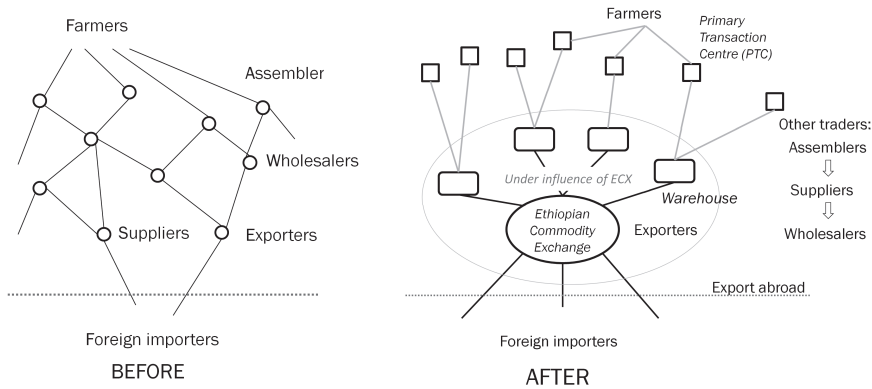 Farmers
Assembler
Wholesalers
Suppliers
Exporters
Foreign importers
BEFORE
Farmers
Primary
Transaction
Centre (PTC)
Other traders:
Assemblers
Suppliers
Wholesalers
Under influence of ECX
Warehouse
Ethiopian
Commodity
Exchange
Exporters
Export abroad
Foreign importers
AFTER